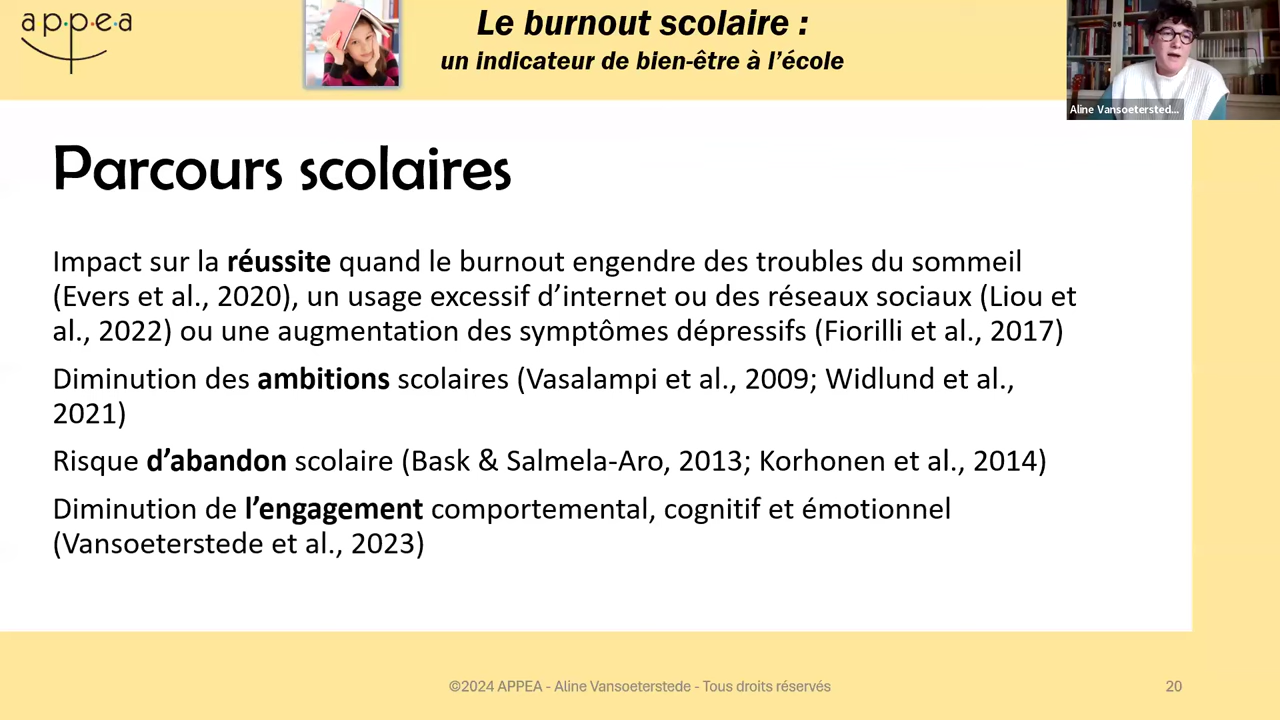 appea
Le burnout scolaire :
un indicateur de bien-être à l’école
Aline Vansoetersted...
Parcours scolaires
Impact sur la réussite quand le burnout engendre des troubles du sommeil
(Evers et al., 2020), un usage excessif d’internet ou des réseaux sociaux (Liou et
al., 2022) ou une augmentation des symptômes dépressifs (Fiorilli et al., 2017)
Diminution des ambitions scolaires (Vasalampi et al., 2009; Widlund et al.,
2021)
Risque d’abandon scolaire (Bask & Salmela-Aro, 2013; Korhonen et al., 2014)
Diminution de l’engagement comportemental, cognitif et émotionnel
(Vansoeterstede et al., 2023)
©2024 APPEA - Aline Vansoeterstede - Tous droits réservés
20